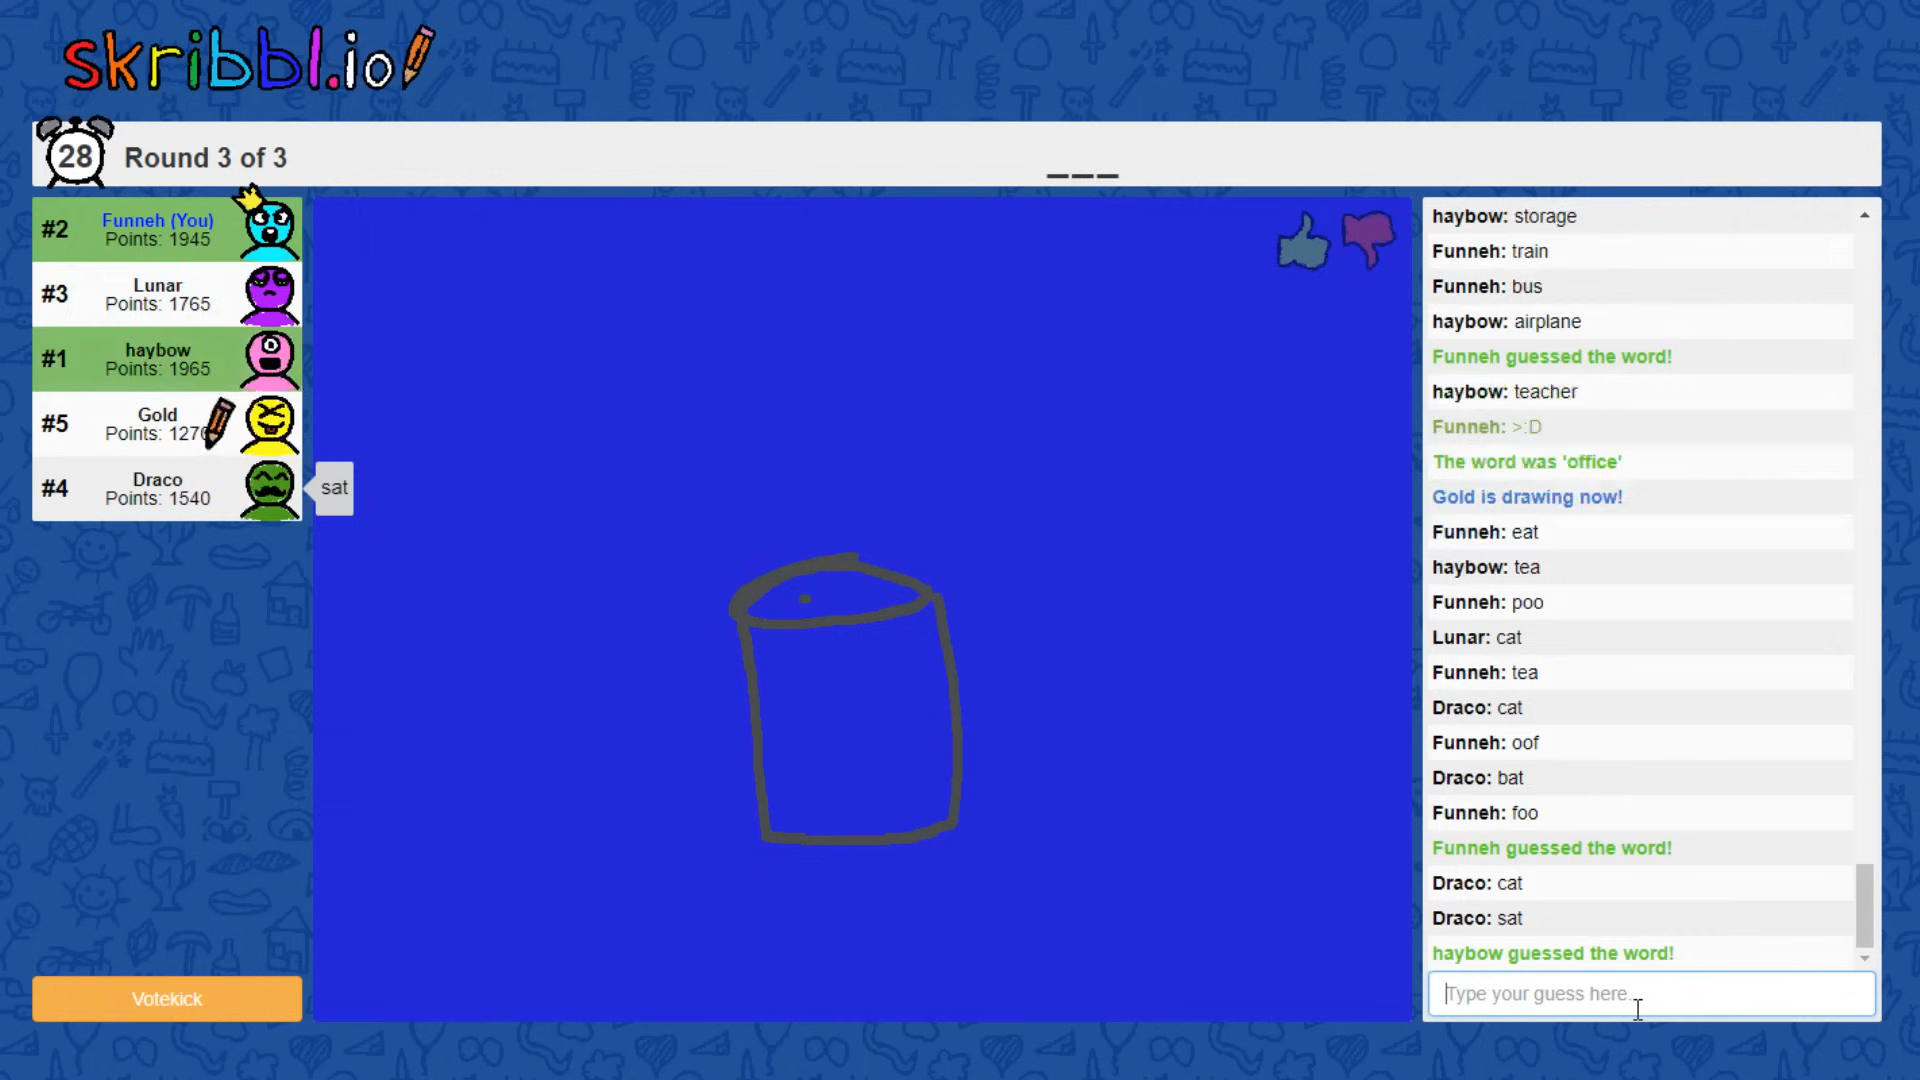 skribbl.io
28
Round 3 of 3
___
#2
Funneh (You)
Points: 1945
#3
Lunar
Points: 1765
#1
haybow
Points: 1965
#5
Gold
Points: 1270
#4
Draco
Points: 1540
sat
Votekick
haybow: storage
Funneh: train
Funneh: bus
haybow: airplane
Funneh guessed the word!
haybow: teacher
Funneh: >:D
The word was 'office'
Gold is drawing now!
Funneh: eat
haybow: tea
Funneh: poo
Lunar: cat
Funneh: tea
Draco: cat
Funneh: oof
Draco: bat
Funneh: foo
Funneh guessed the word!
Draco: cat
Draco: sat
haybow guessed the word!
Type your guess here...